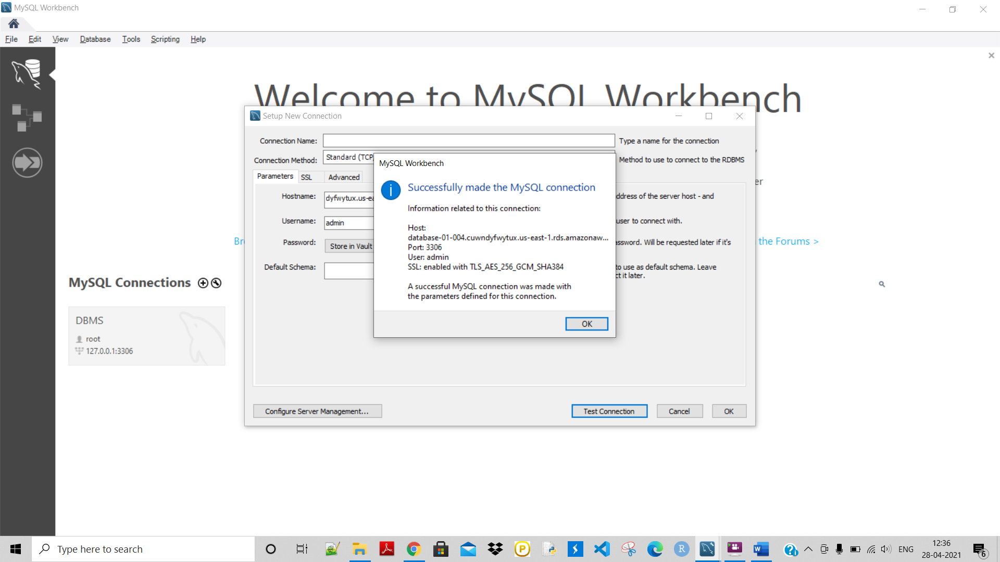 MySQL Workbench
File Edit View Database Tools Scripting Help
Welcome to MySQL Workbench
Setup New Connection
Connection Name:
Type a name for the connection
Connection Method:
Standard (TCP
Method to use to connect to the RDBMS
Parameters SSL Advanced
Hostname:
dyfwytux.us-ea
ddress of the server host - and
Username:
admin
user to connect with.
Password:
Store in Vault
assword. Will be requested later if it's
Default Schema:
to use as default schema. Leave
ct it later.
MySQL Workbench
Successfully made the MySQL connection
Information related to this connection:
Host:
database-01-004.cuwndyfwytux.us-east-1.rds.amazonaw...
Port: 3306
User: admin
SSL: enabled with TLS_AES_256_GCM_SHA384
A successful MySQL connection was made with
the parameters defined for this connection.
OK
Configure Server Management...
Test Connection
Cancel
OK
er
Br
the Forums >
MySQL Connections
DBMS
root
127.0.0.1:3306
Type here to search
ENG
12:36
28-04-2021
6